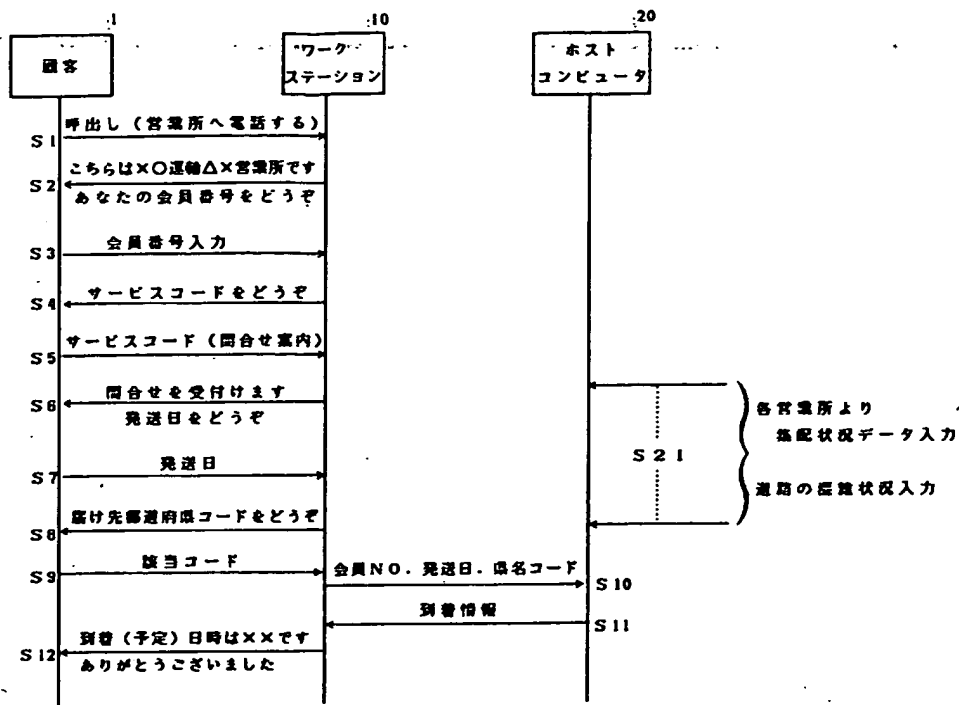 1
10
20
顧客
ワーク
ステーション
ホスト
コンピュータ
呼出し(営業所へ電話する)
S1
こちらは×〇運輸△×営業所です
S2
あなたの会員番号をどうぞ
会員番号入力
S3
サービスコードをどうぞ
S4
サービスコード(問合せ案内)
S5
問合せを受付けます
S6
発送日をどうぞ
各営業所より
集配状況データ入力
S21
発送日
S7
道路の混雑状況入力
届け先都道府県コードをどうぞ
S8
該当コード
S9
会員NO.発送日.県名コード
S10
到着情報
S11
到着(予定)日時は××です
S12
ありがとうございました